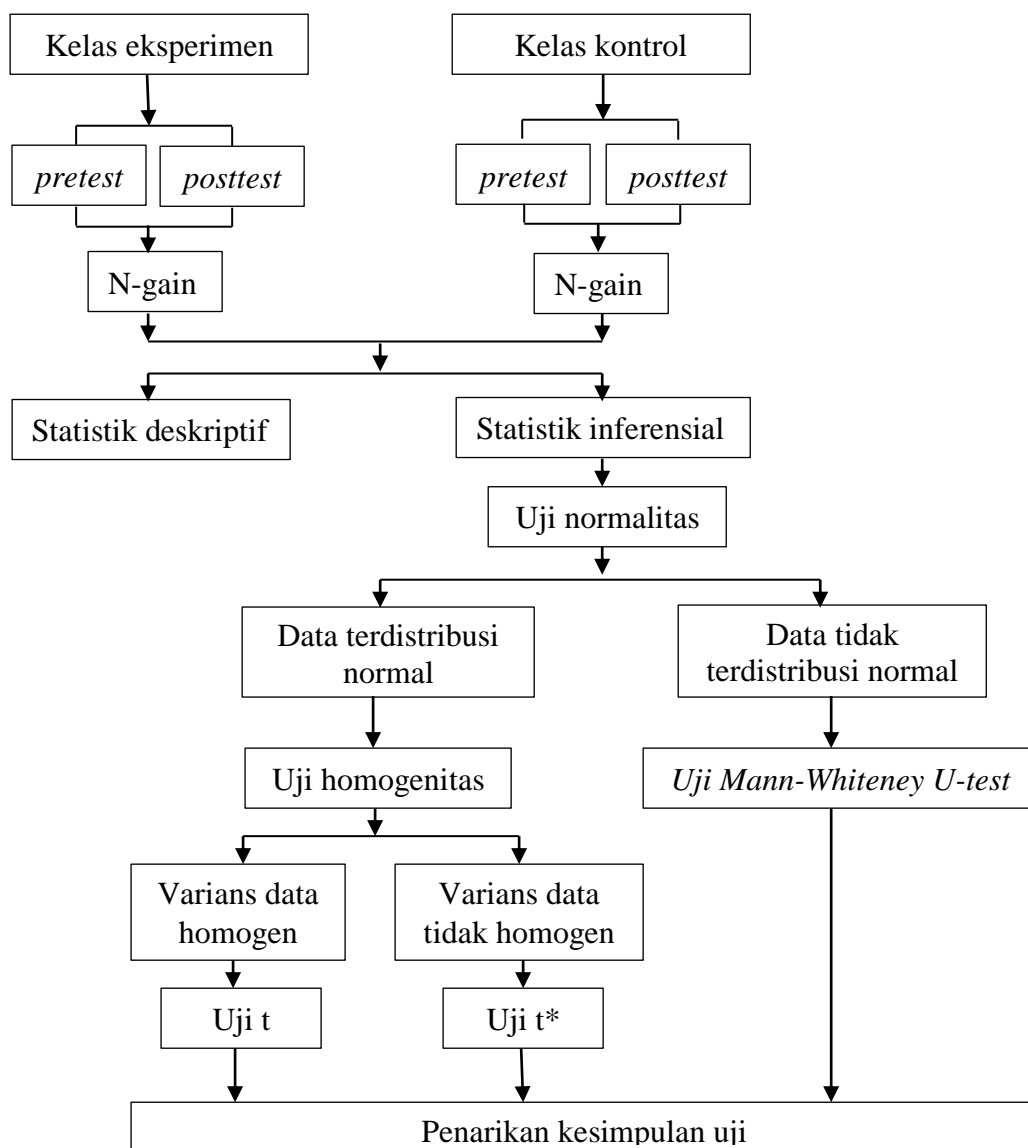 Kelas eksperimen
Kelas kontrol
pretest
posttest
pretest
posttest
N-gain
N-gain
Statistik deskriptif
Statistik inferensial
Uji normalitas
Data terdistribusi
normal
Data tidak
terdistribusi normal
Uji homogenitas
Uji Mann-Whiteney U-test
Varians data
homogen
Varians data
tidak homogen
Uji t
Uji t*
Penarikan kesimpulan uji